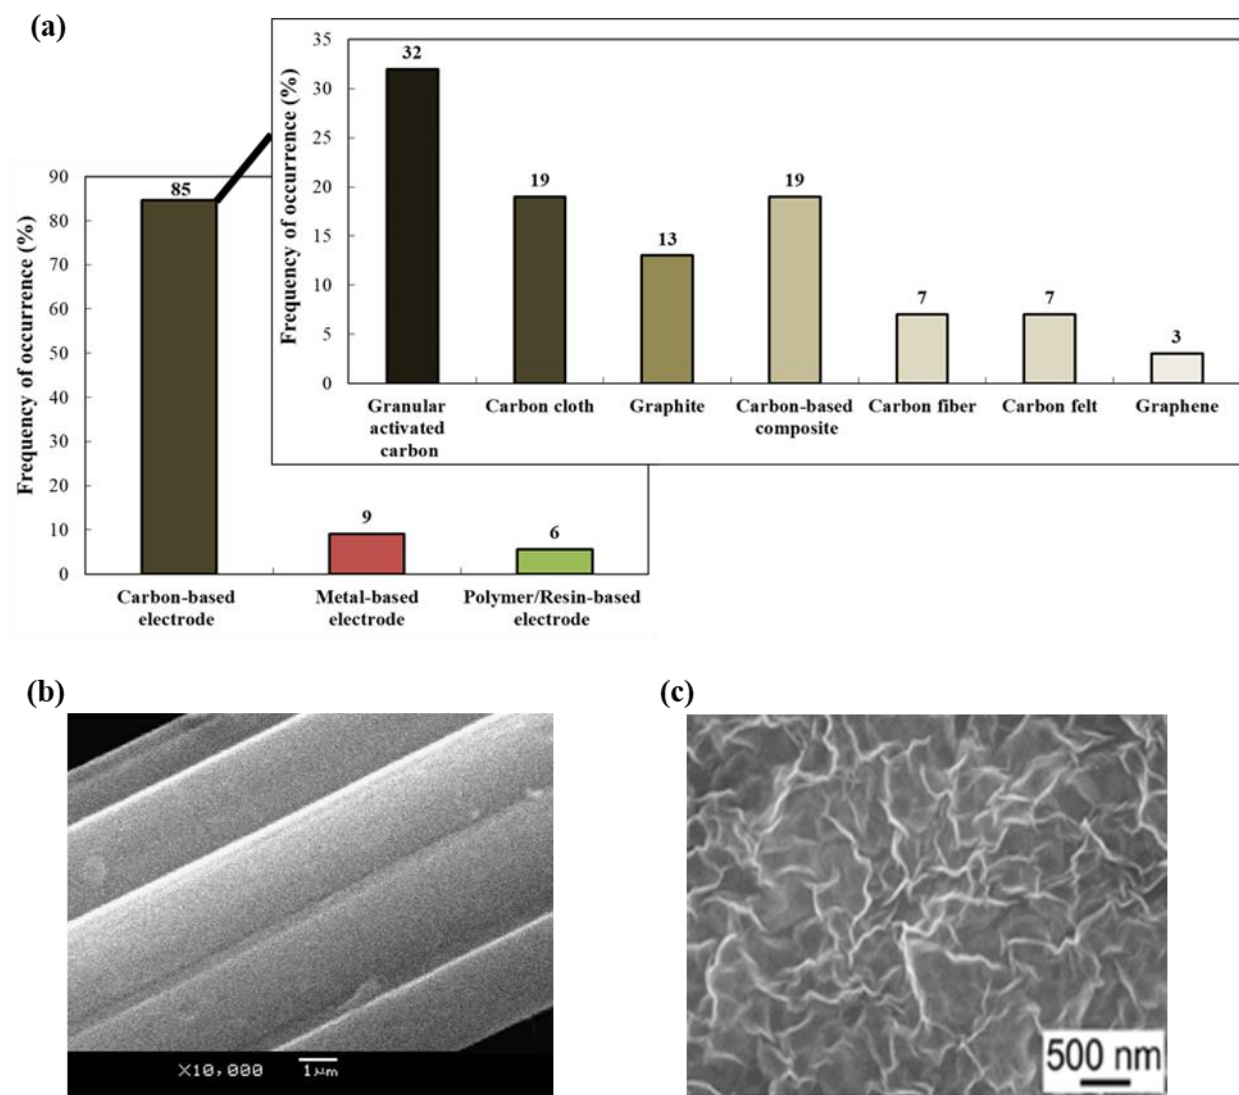 (a)
Frequency of occurrence (%)
35
30
25
20
15
10
5
0
32
19
13
19
7
7
3
Granular
activated
carbon
Carbon cloth
Graphite
Carbon-based
composite
Carbon fiber
Carbon felt
Graphene
Frequency of occurrence (%)
90
80
70
60
50
40
30
20
10
0
85
9
6
Carbon-based
electrode
Metal-based
electrode
Polymer/Resin-based
electrode
(b)
×10,000 1μm
(c)
500 nm